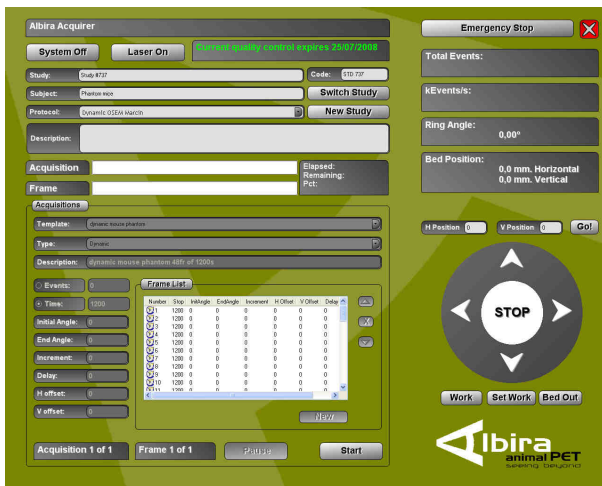 Albira Acquirer
System Off
Laser On
Current quality control expires 25/07/2008
Study:
Study #737
Code:
STD 737
Subject:
Phantom mice
Switch Study
Protocol:
Dynamic OSEM Marcin
New Study
Description:
Acquisition
Frame
Elapsed:
Remaining:
Pct:
Acquisitions
Template:
dynamic mouse phantom
Type:
Dynamic
Description:
dynamic mouse phantom 48fr of 1200s
Events:
0
Time:
1200
Initial Angle:
0
End Angle:
0
Increment:
0
Delay:
0
H offset:
0
V offset:
0
Frame List
Number Stop InitAngle EndAngle Increment H Offset V Offset Delay
1 1200 0 0 0 0 0 0
2 1200 0 0 0 0 0 0
3 1200 0 0 0 0 0 0
4 1200 0 0 0 0 0 0
5 1200 0 0 0 0 0 0
6 1200 0 0 0 0 0 0
7 1200 0 0 0 0 0 0
8 1200 0 0 0 0 0 0
9 1200 0 0 0 0 0 0
10 1200 0 0 0 0 0 0
11 1200 0 0 0 0 0 0
X
New
Acquisition 1 of 1
Frame 1 of 1
Pause
Start
Emergency Stop
X
Total Events:
kEvents/s:
Ring Angle:
0,00º
Bed Position:
0,0 mm. Horizontal
0,0 mm. Vertical
H Position
0
V Position
0
Go!
STOP
Work
Set Work
Bed Out
Albira
animal PET
seeing beyond